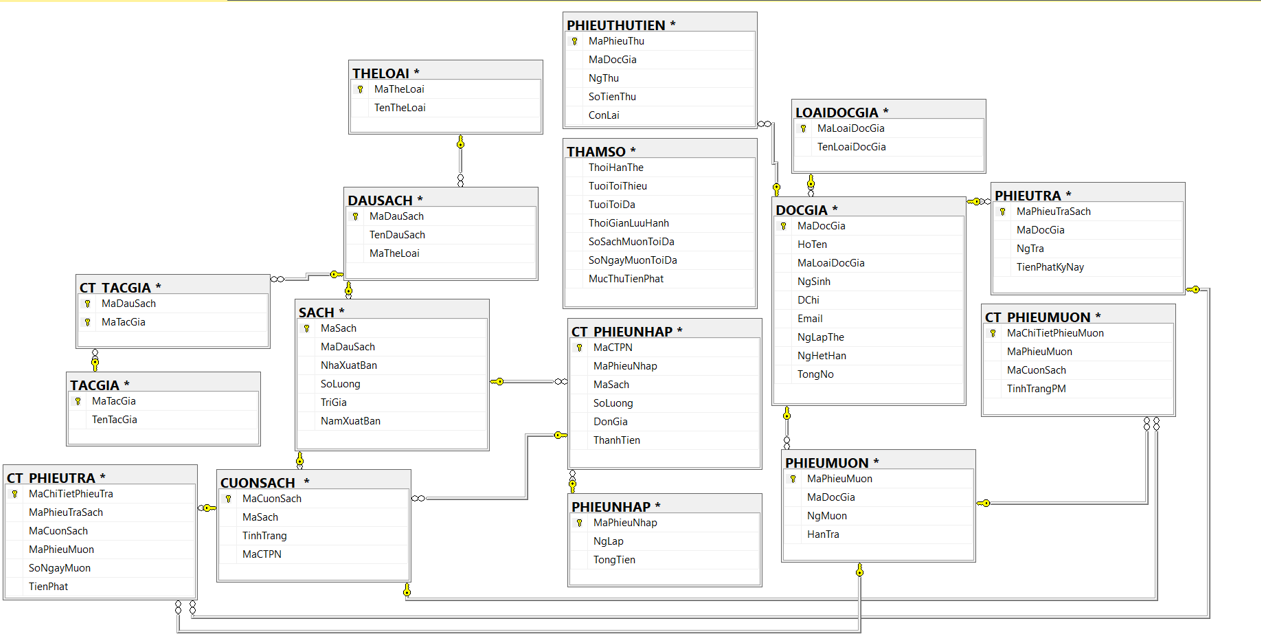 PHIEUTHUTIEN *
MaPhieuThu
MaDocGia
NgThu
SoTienThu
ConLai
THELOAI *
MaTheLoai
TenTheLoai
LOAIDOCGIA *
MaLoaiDocGia
TenLoaiDocGia
THAMSO *
ThoiHanThe
TuoiToiThieu
TuoiToiDa
ThoiGianLuuHanh
SoSachMuonToiDa
SoNgayMuonToiDa
MucThuTienPhat
DAUSACH *
MaDauSach
TenDauSach
MaTheLoai
DOCGIA *
MaDocGia
HoTen
MaLoaiDocGia
NgSinh
DChi
Email
NgLapThe
NgHetHan
TongNo
PHIEUTRA *
MaPhieuTraSach
MaDocGia
NgTra
TienPhatKyNay
CT_TACGIA *
MaDauSach
MaTacGia
SACH *
MaSach
MaDauSach
NhaXuatBan
SoLuong
TriGia
NamXuatBan
CT_PHIEUNHAP *
MaCTPN
MaPhieuNhap
MaSach
SoLuong
DonGia
ThanhTien
CT_PHIEUMUON *
MaChiTietPhieuMuon
MaPhieuMuon
MaCuonSach
TinhTrangPM
TACGIA *
MaTacGia
TenTacGia
CT_PHIEUTRA *
MaChiTietPhieuTra
MaPhieuTraSach
MaCuonSach
MaPhieuMuon
SoNgayMuon
TienPhat
CUONSACH *
MaCuonSach
MaSach
TinhTrang
MaCTPN
PHIEUNHAP *
MaPhieuNhap
NgLap
TongTien
PHIEUMUON *
MaPhieuMuon
MaDocGia
NgMuon
HanTra